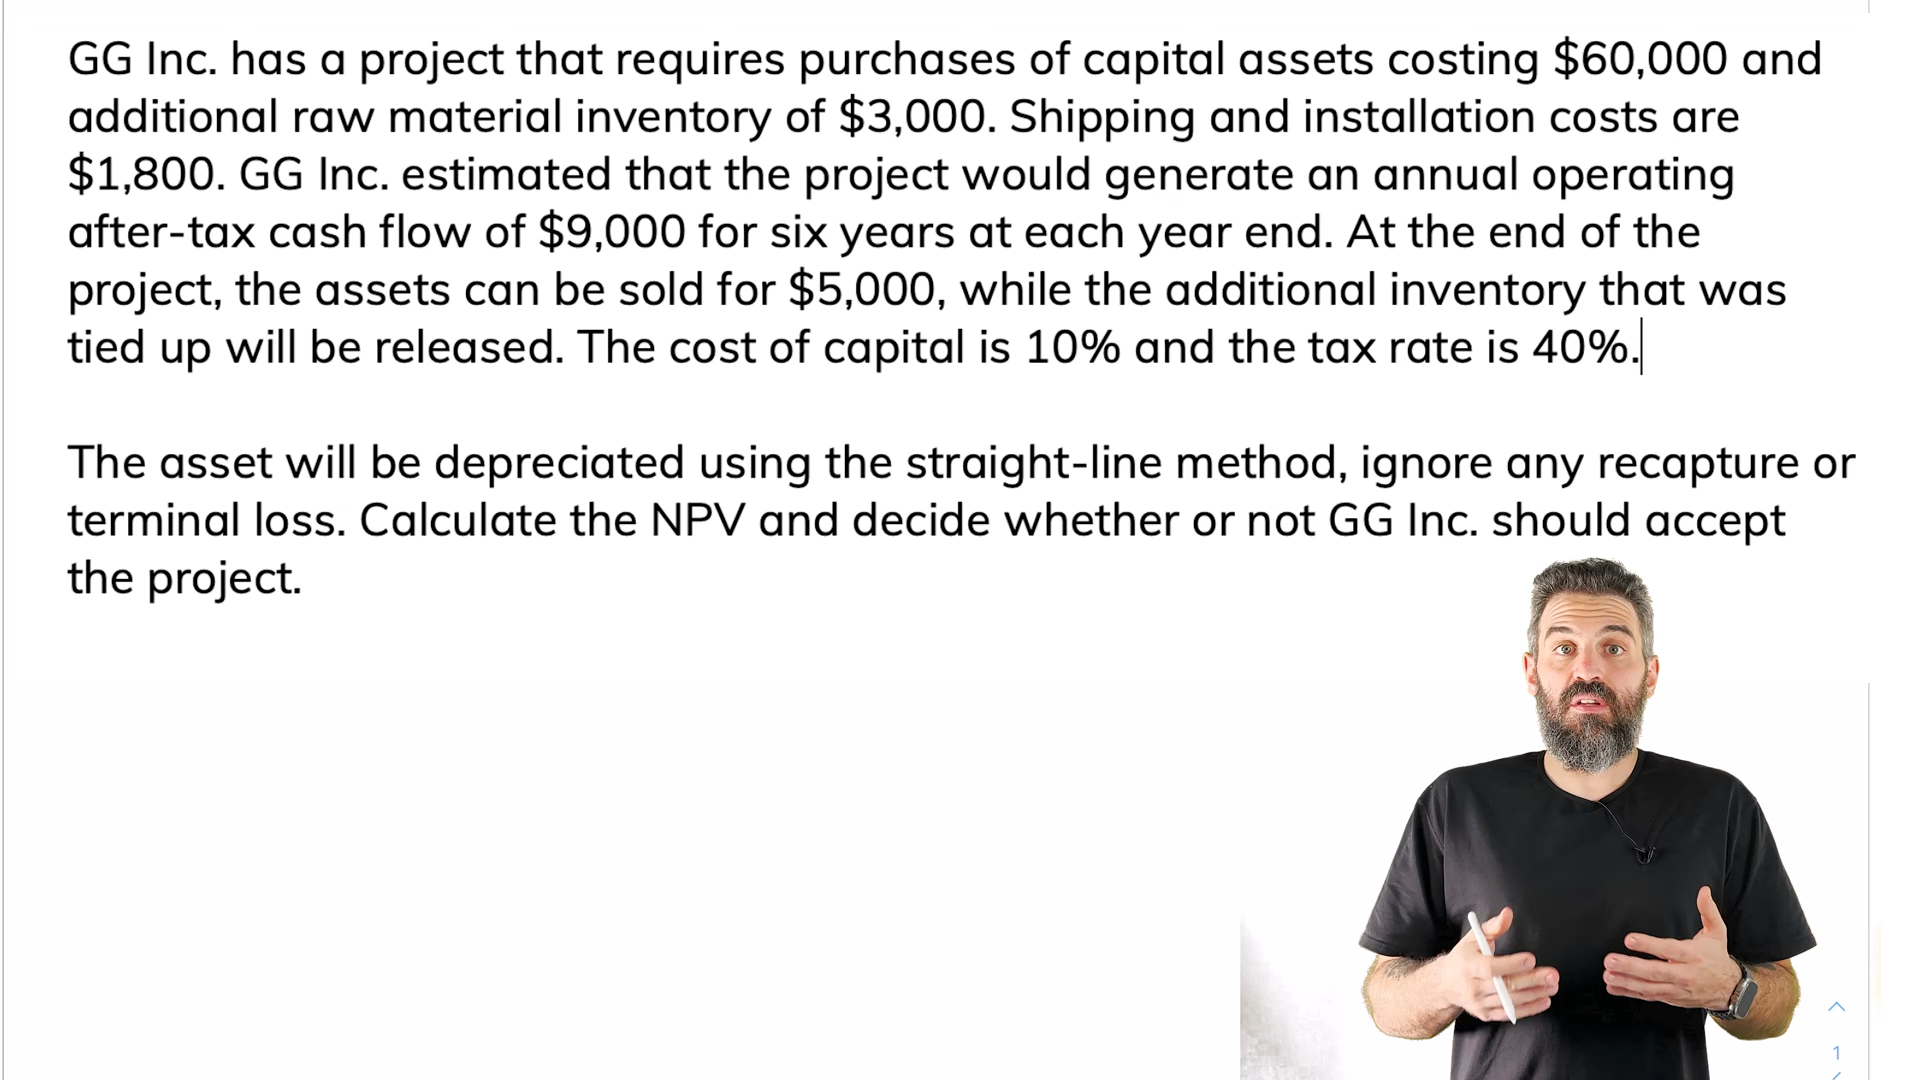 GG Inc. has a project that requires purchases of capital assets costing $60,000 and
additional raw material inventory of $3,000. Shipping and installation costs are
$1,800. GG Inc. estimated that the project would generate an annual operating
after-tax cash flow of $9,000 for six years at each year end. At the end of the
project, the assets can be sold for $5,000, while the additional inventory that was
tied up will be released. The cost of capital is 10% and the tax rate is 40%.
The asset will be depreciated using the straight-line method, ignore any recapture or
terminal loss. Calculate the NPV and decide whether or not GG Inc. should accept
the project.
1